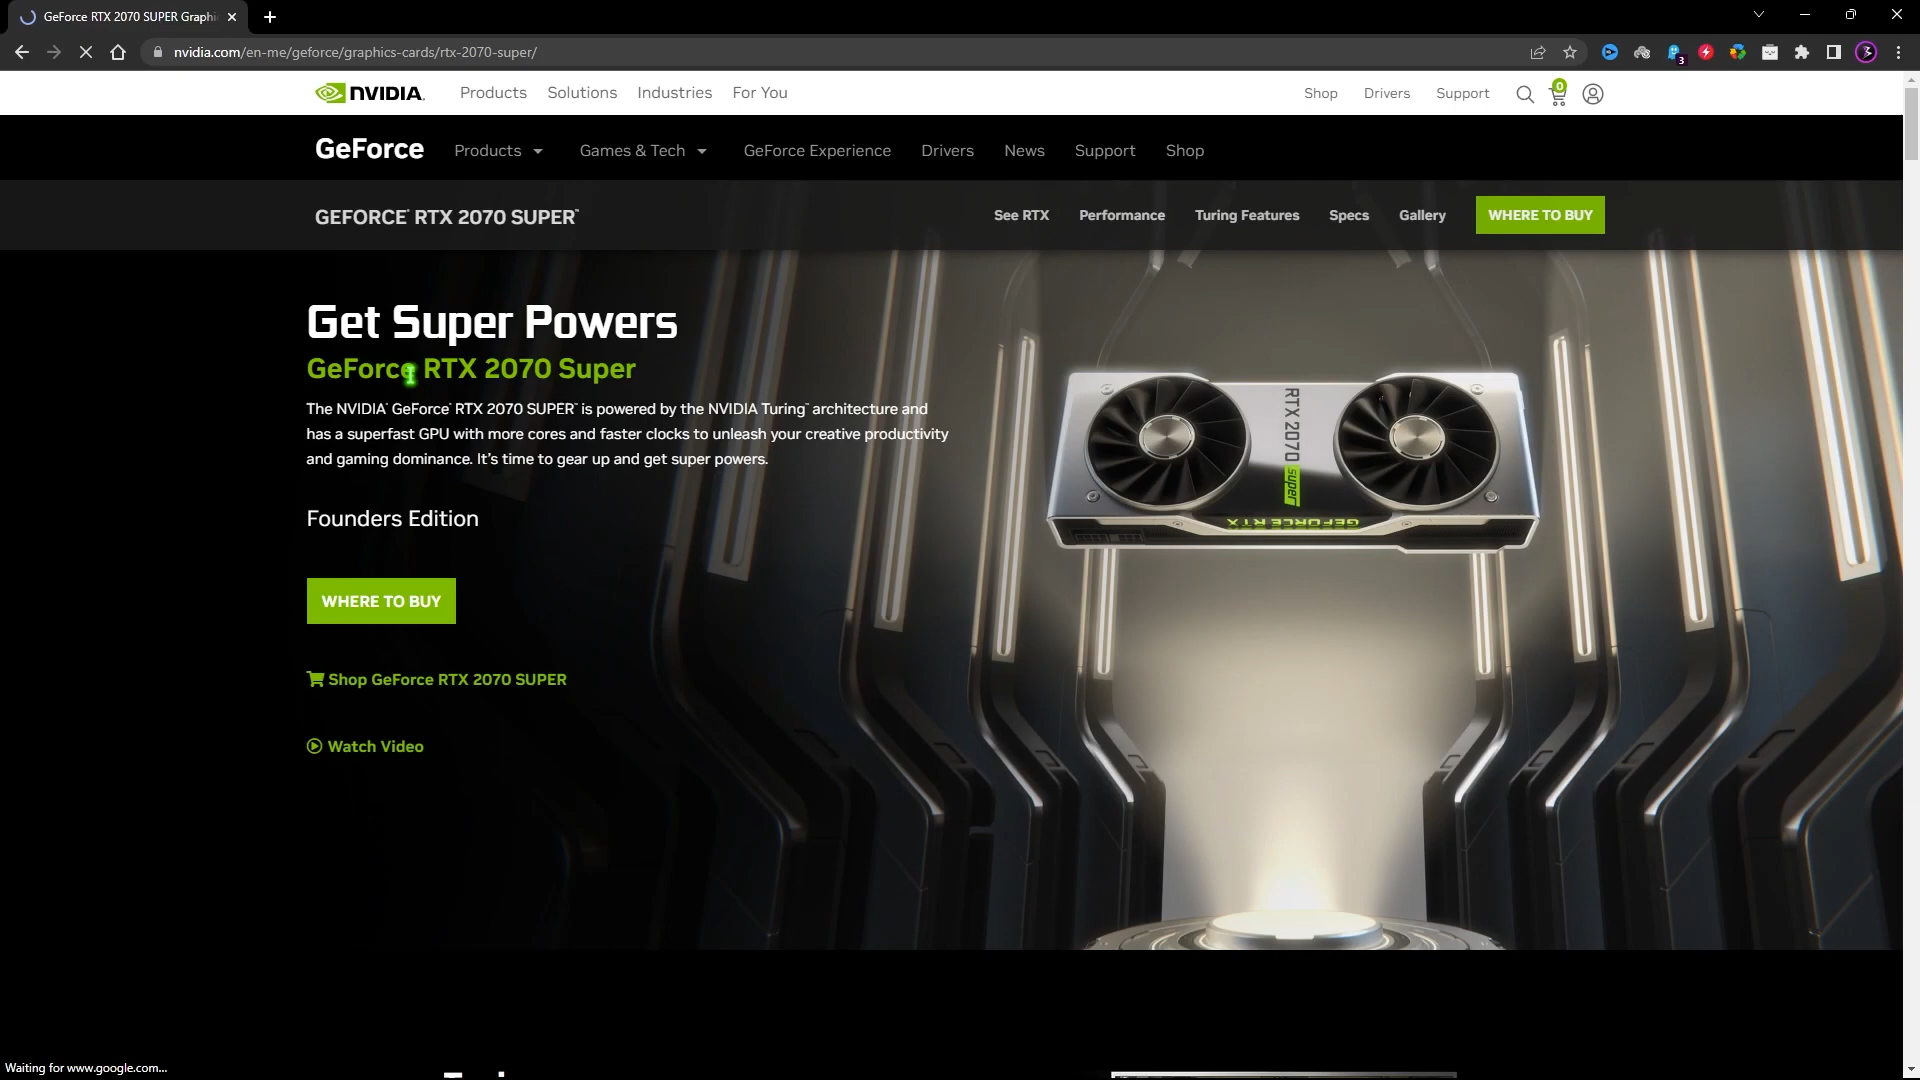 GeForce RTX 2070 SUPER Graphi
nvidia.com/en-me/geforce/graphics-cards/rtx-2070-super/
3
NVIDIA.
Products Solutions Industries For You
Shop Drivers Support
0
GeForce Products Games & Tech GeForce Experience Drivers News Support Shop
GEFORCE® RTX 2070 SUPER™
See RTX Performance Turing Features Specs Gallery WHERE TO BUY
Get Super Powers
GeForce RTX 2070 Super
The NVIDIA® GeForce® RTX 2070 SUPER™ is powered by the NVIDIA Turing™ architecture and
has a superfast GPU with more cores and faster clocks to unleash your creative productivity
and gaming dominance. It's time to gear up and get super powers.
Founders Edition
WHERE TO BUY
Shop GeForce RTX 2070 SUPER
Watch Video
RTX 2070
super
GEFORCE RTX
Waiting for www.google.com...